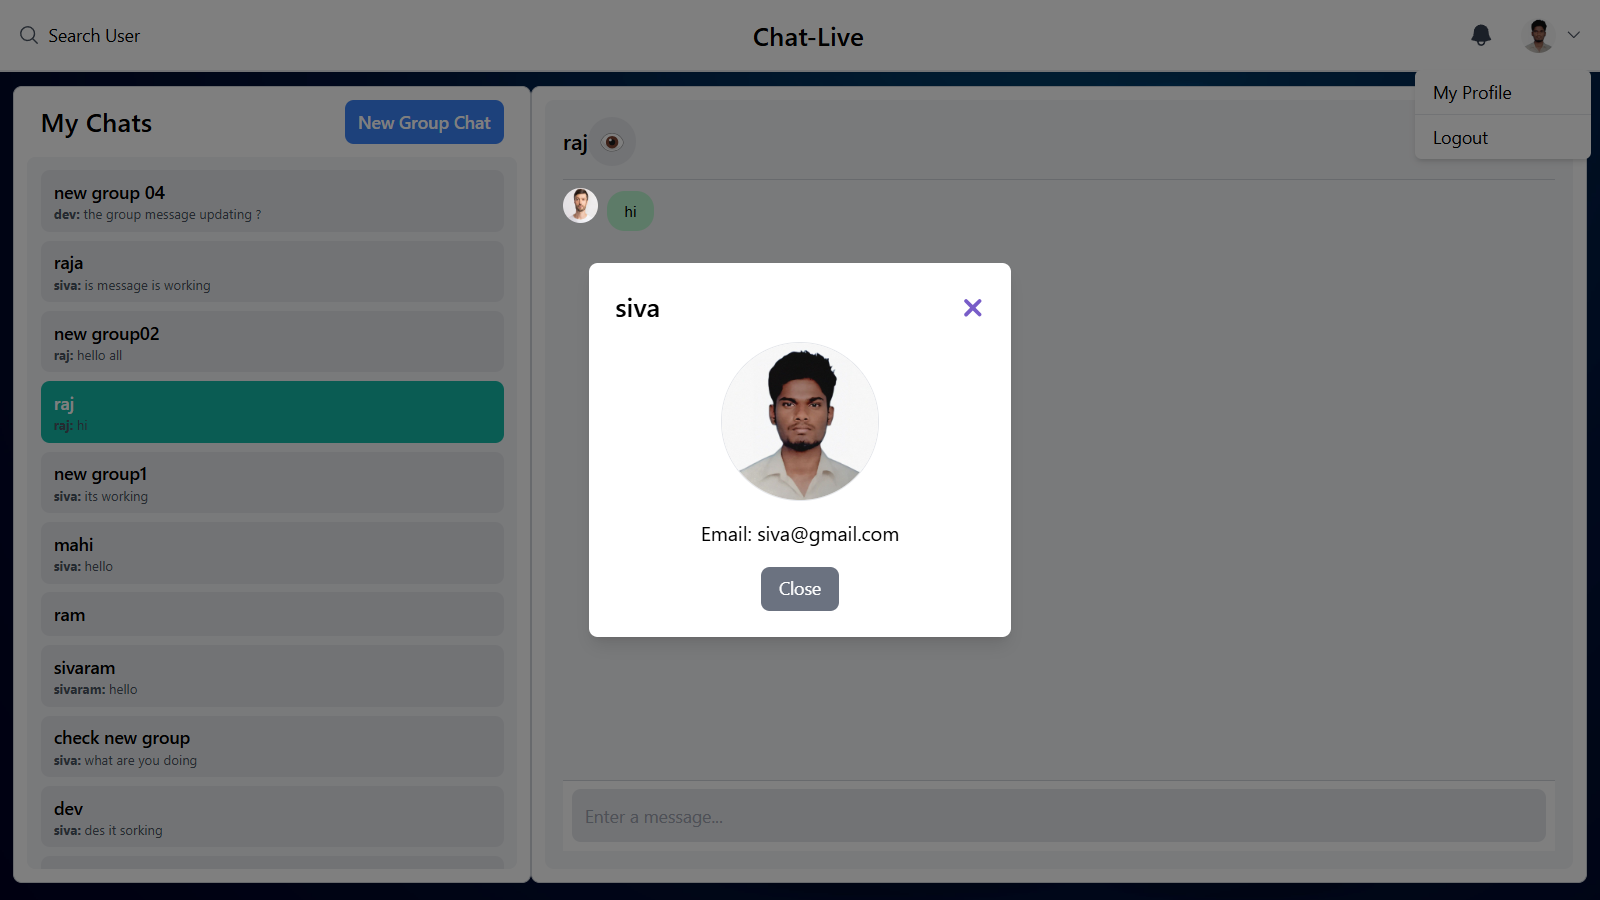 Search User
Chat-Live
My Profile
Logout
My Chats
New Group Chat
new group 04
dev: the group message updating ?
raja
siva: is message is working
new group02
raj: hello all
raj
raj: hi
new group1
siva: its working
mahi
siva: hello
ram
sivaram
sivaram: hello
check new group
siva: what are you doing
dev
siva: des it sorking
raj
hi
siva
Email: siva@gmail.com
Close
Enter a message...